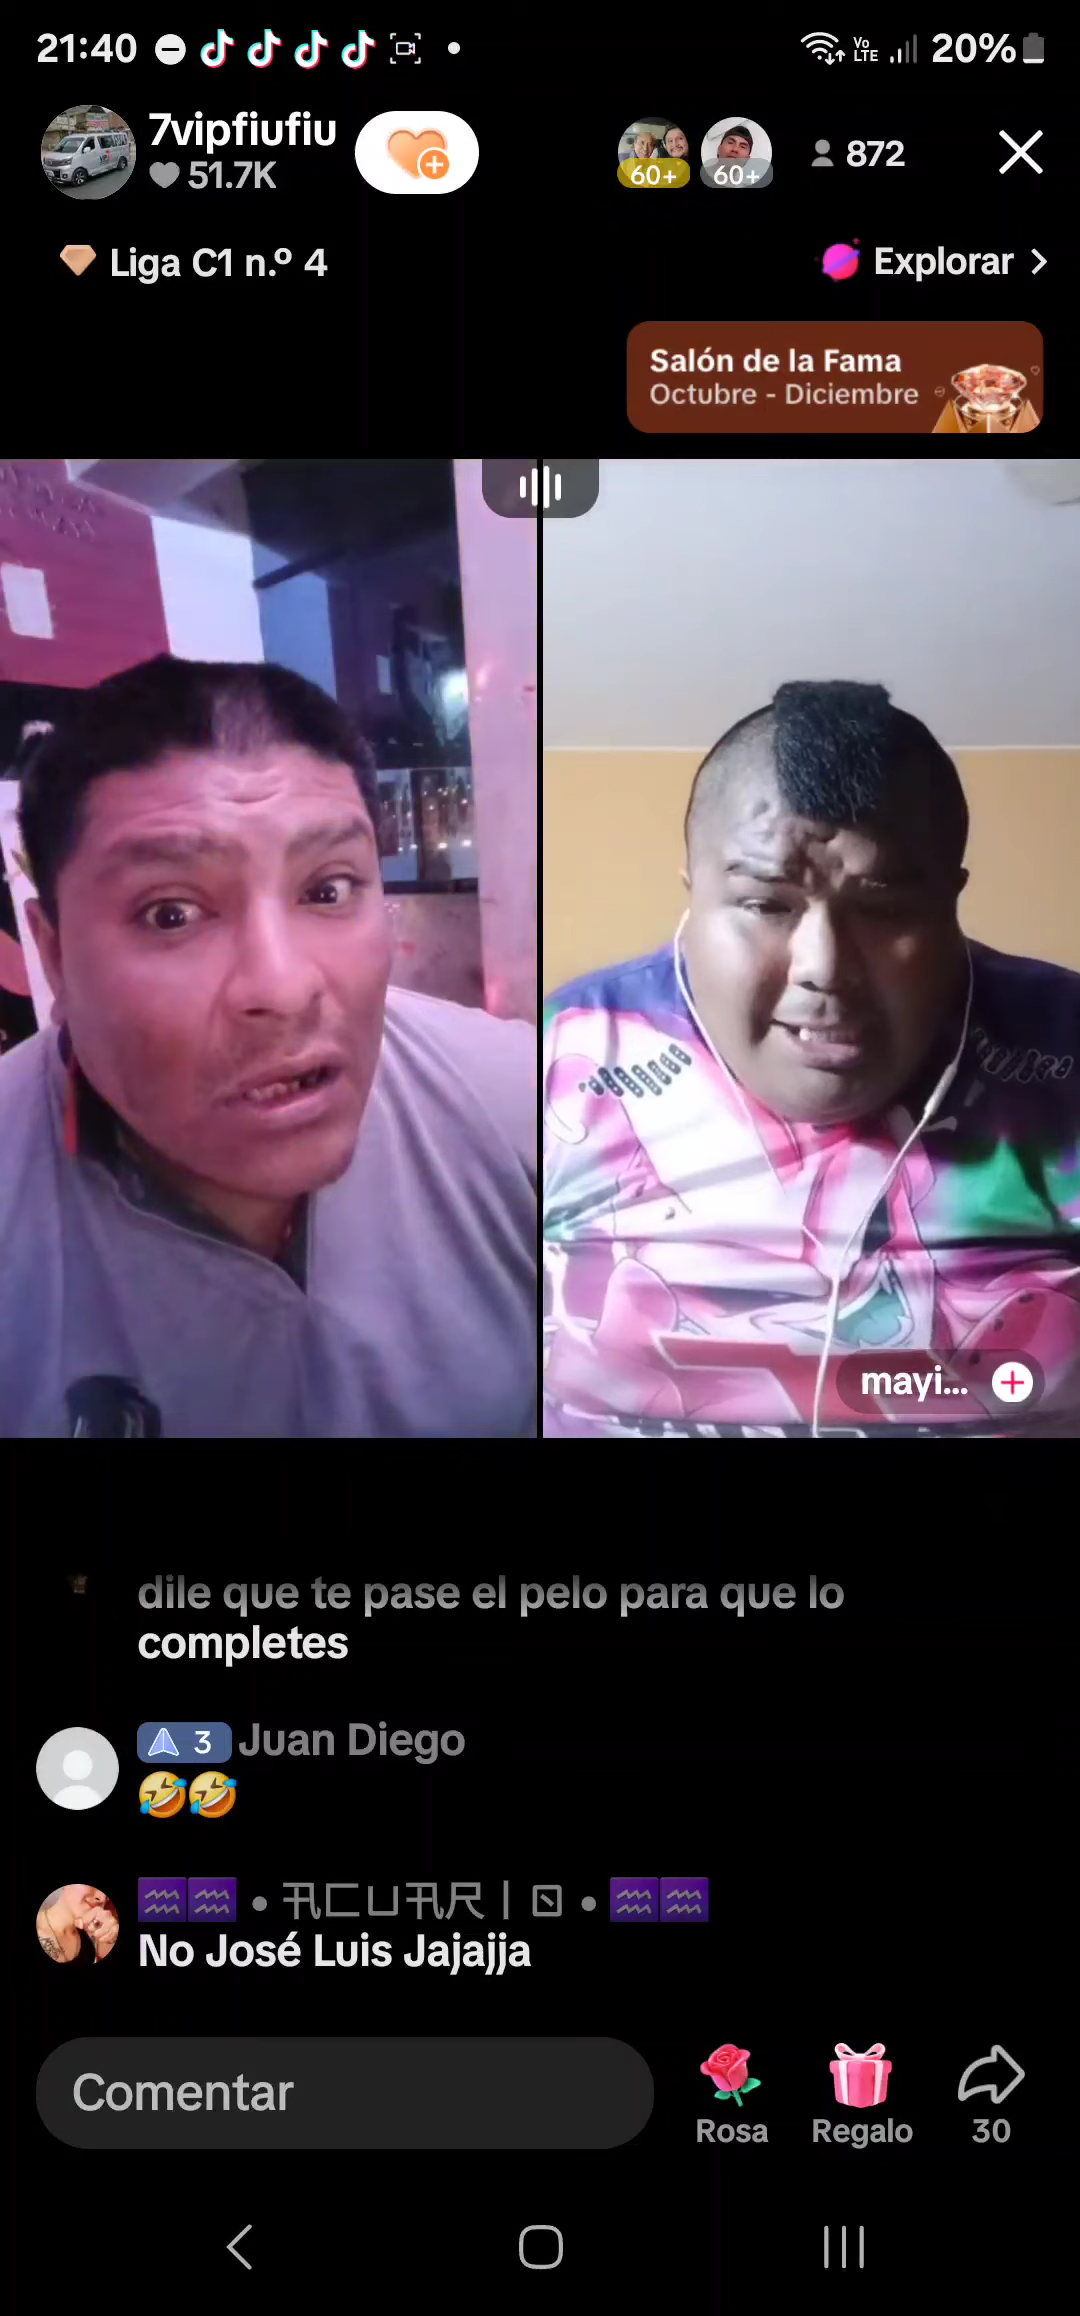 21:40
Vo LTE
20%
7vipfiufiu
51.7K
60+
60+
872
Liga C1 n.º 4
Explorar
Salón de la Fama
Octubre - Diciembre
mayi...
dile que te pase el pelo para que lo
completes
3 Juan Diego
🤣🤣
No José Luis Jajajja
Comentar
Rosa
Regalo
30